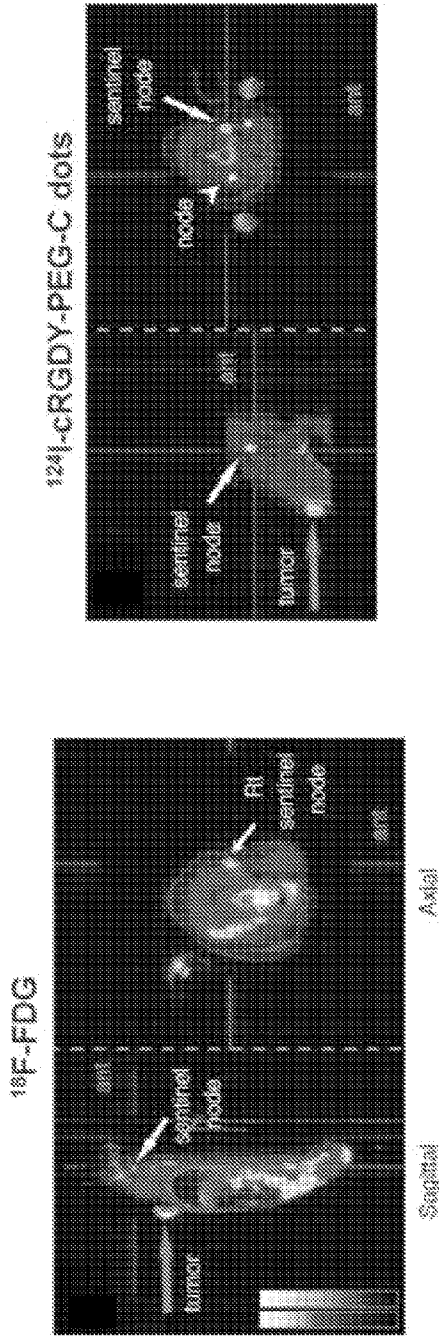 18F-FDG
ant
tumor
sentinel
node
Rt
sentinel
node
ant
Sagittal
Axial
124I-cRGDY-PEG-C dots
sentinel
node
ant
tumor
node
sentinel
node
ant